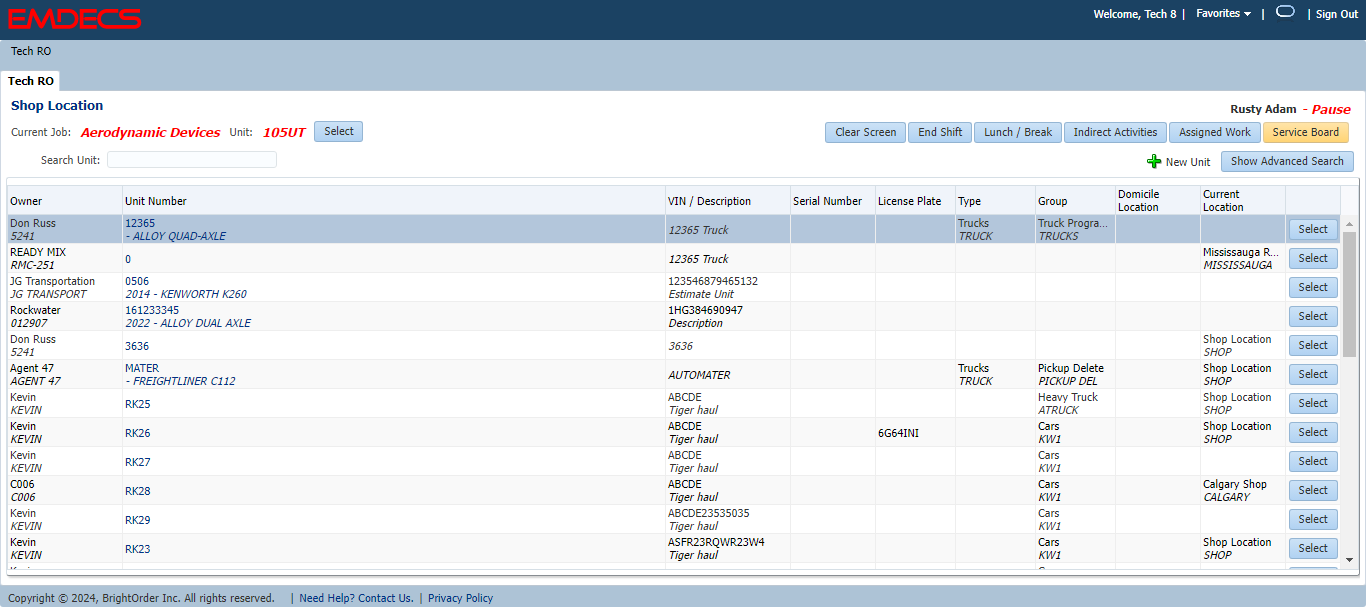 EMDECS
Welcome, Tech 8 | Favorites | | Sign Out
Tech RO
Tech RO
Shop Location
Rusty Adam - Pause
Current Job: Aerodynamic Devices Unit: 105UT Select
Clear Screen End Shift Lunch / Break Indirect Activities Assigned Work Service Board
Search Unit:
New Unit Show Advanced Search
Owner Unit Number VIN / Description Serial Number License Plate Type Group Domicile Location Current Location
Don Russ 12365 12365 Truck Trucks Truck Progra... Select
5241 - ALLOY QUAD-AXLE TRUCK TRUCKS
READY MIX 0 12365 Truck Mississauga R... Select
RMC-251 MISSISSAUGA
JG Transportation 0506 123546879465132 Select
JG TRANSPORT 2014 - KENWORTH K260 Estimate Unit
Rockwater 161233345 1HG384690947 Select
012907 2022 - ALLOY DUAL AXLE Description
Don Russ 3636 3636 Shop Location Select
5241 SHOP
Agent 47 MATER AUTOMATER Trucks Pickup Delete Shop Location Select
AGENT 47 - FREIGHTLINER C112 TRUCK PICKUP DEL SHOP
Kevin RK25 ABCDE Heavy Truck Shop Location Select
KEVIN Tiger haul ATRUCK SHOP
Kevin RK26 ABCDE 6G64INI Cars Shop Location Select
KEVIN Tiger haul KW1 SHOP
Kevin RK27 ABCDE Cars Select
KEVIN Tiger haul KW1
C006 RK28 ABCDE Cars Calgary Shop Select
C006 Tiger haul KW1 CALGARY
Kevin RK29 ABCDE23535035 Cars Select
KEVIN Tiger haul KW1
Kevin RK23 ASFR23RQWR23W4 Cars Shop Location Select
KEVIN Tiger haul KW1 SHOP
Copyright © 2024, BrightOrder Inc. All rights reserved. | Need Help? Contact Us. | Privacy Policy